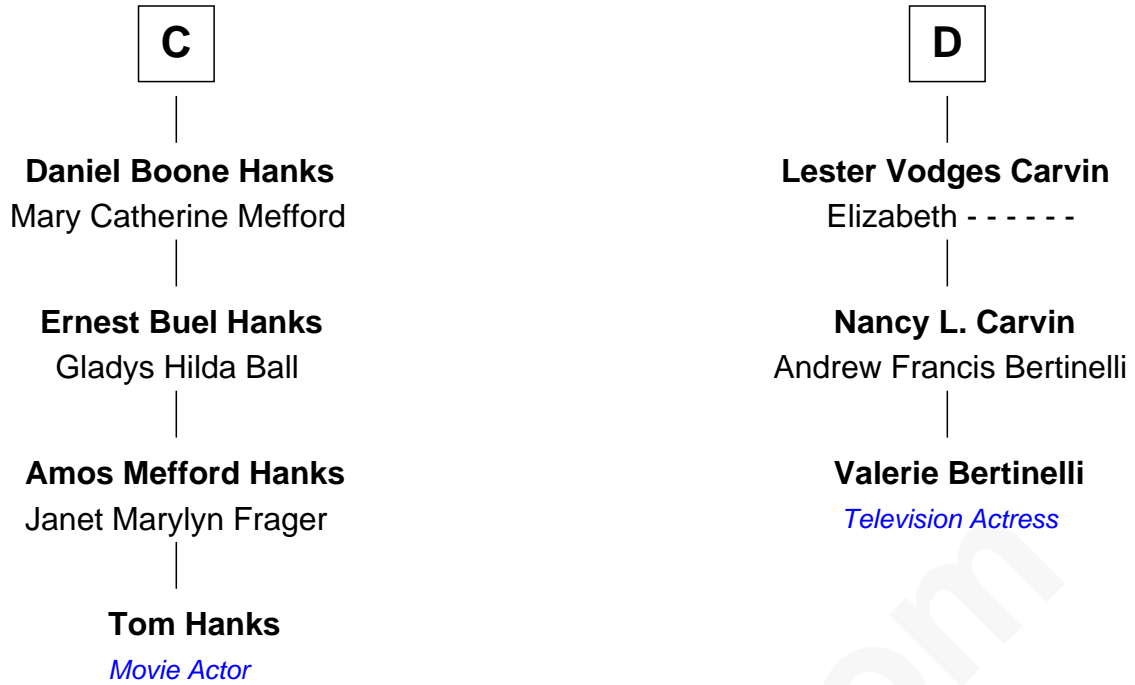 C
Daniel Boone Hanks
Mary Catherine Mefford
Ernest Buel Hanks
Gladys Hilda Ball
Amos Mefford Hanks
Janet Marylyn Frager
Tom Hanks
Movie Actor
D
Lester Vodges Carvin
Elizabeth - - - - - -
Nancy L. Carvin
Andrew Francis Bertinelli
Valerie Bertinelli
Television Actress
om